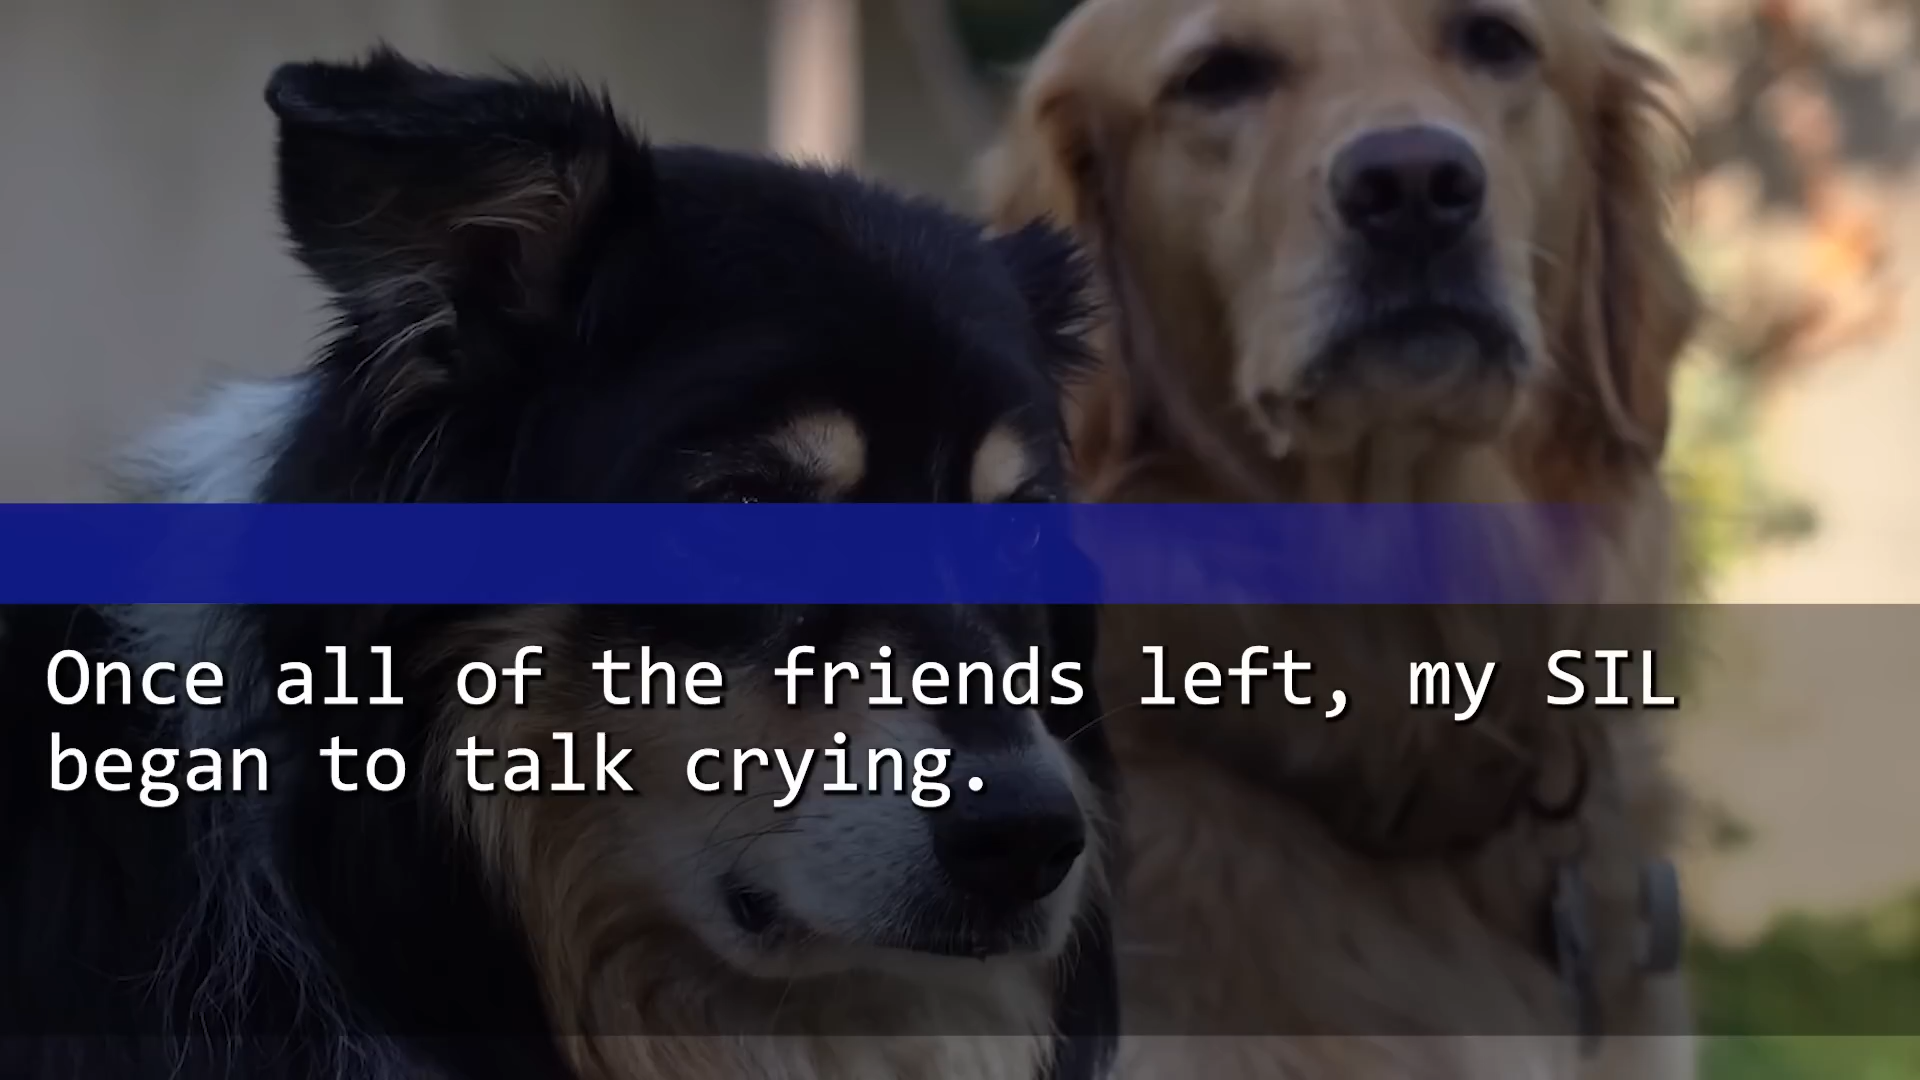 Once all of the friends left, my SIL
began to talk crying.